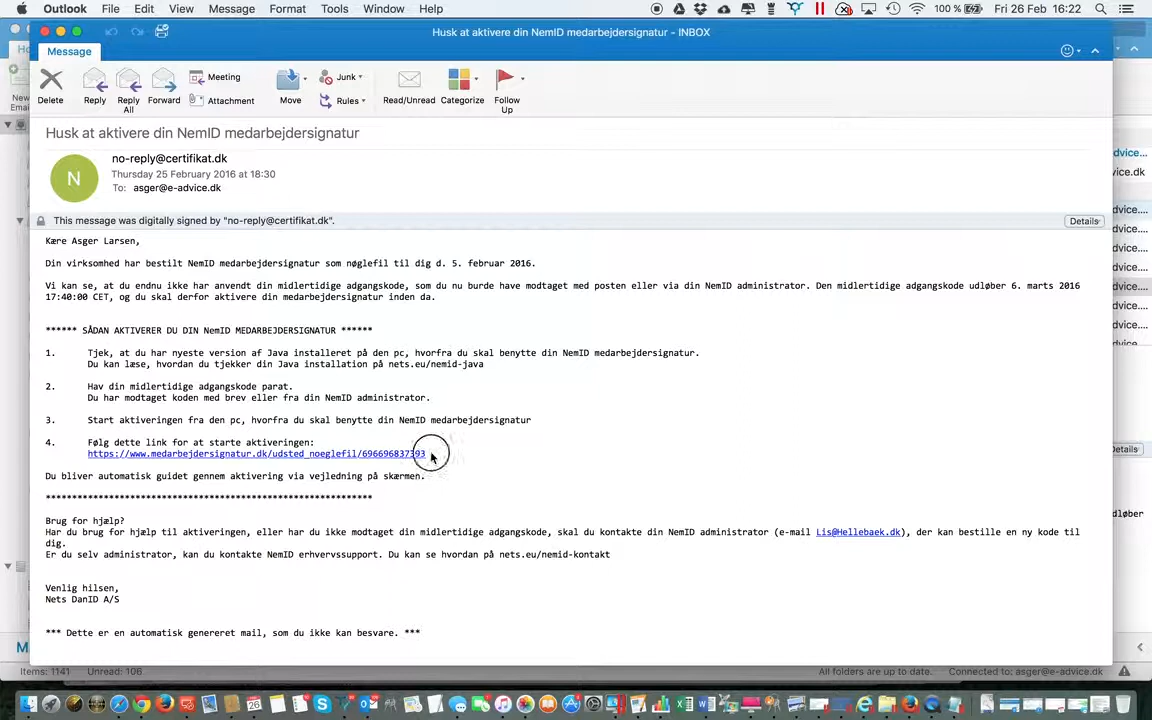 Outlook File Edit View Message Format Tools Window Help 100 % Fri 26 Feb 16:22
Husk at aktivere din NemID medarbejdersignatur - INBOX
Message
Delete Reply Reply All Forward Meeting Attachment Move Junk Rules Read/Unread Categorize Follow Up
Husk at aktivere din NemID medarbejdersignatur
N
no-reply@certifikat.dk
Thursday 25 February 2016 at 18:30
To: asger@e-advice.dk
This message was digitally signed by "no-reply@certifikat.dk". Details
Kære Asger Larsen,
Din virksomhed har bestilt NemID medarbejdersignatur som nøglefil til dig d. 5. februar 2016.
Vi kan se, at du endnu ikke har anvendt din midlertidige adgangskode, som du nu burde have modtaget med posten eller via din NemID administrator. Den midlertidige adgangskode udløber 6. marts 2016
17:40:00 CET, og du skal derfor aktivere din medarbejdersignatur inden da.
****** SÅDAN AKTIVERER DU DIN NemID MEDARBEJDERSIGNATUR ******
1. Tjek, at du har nyeste version af Java installeret på den pc, hvorfra du skal benytte din NemID medarbejdersignatur.
Du kan læse, hvordan du tjekker din Java installation på nets.eu/nemid-java
2. Hav din midlertidige adgangskode parat.
Du har modtaget koden med brev eller fra din NemID administrator.
3. Start aktiveringen fra den pc, hvorfra du skal benytte din NemID medarbejdersignatur
4. Følg dette link for at starte aktiveringen:
https://www.medarbejdersignatur.dk/udsted_noeglefil/696696837393
Du bliver automatisk guidet gennem aktivering via vejledning på skærmen.
***************************************************************
Brug for hjælp?
Har du brug for hjælp til aktiveringen, eller har du ikke modtaget din midlertidige adgangskode, skal du kontakte din NemID administrator (e-mail Lis@Hellebaek.dk), der kan bestille en ny kode til
dig.
Er du selv administrator, kan du kontakte NemID erhvervssupport. Du kan se hvordan på nets.eu/nemid-kontakt
Venlig hilsen,
Nets DanID A/S
*** Dette er en automatisk genereret mail, som du ikke kan besvare. ***
Items: 1141 Unread: 106 All folders are up to date. Connected to: asger@e-advice.dk